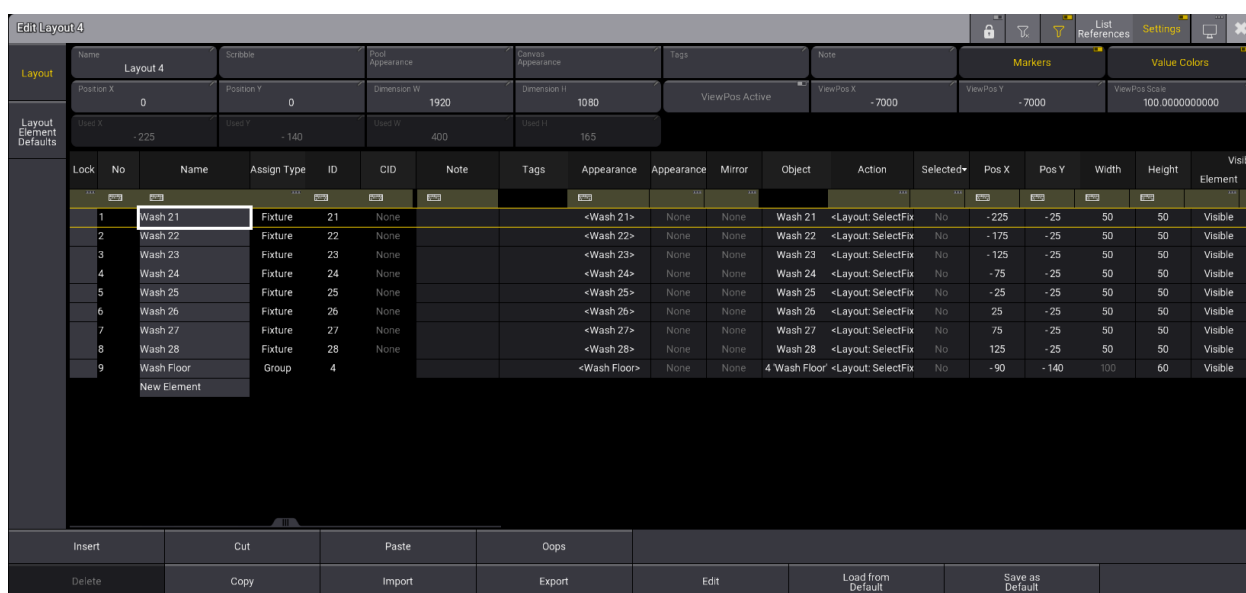 Edit Layout 4 List References Settings
Layout
Layout Element Defaults
Name Layout 4 Scribble Pool Appearance Canvas Appearance Tags Note Markers Value Colors
Position X 0 Position Y 0 Dimension W 1920 Dimension H 1080 ViewPos Active ViewPos X -7000 ViewPos Y -7000 ViewPos Scale 100.0000000000
Used X -225 Used Y -140 Used W 400 Used H 165
Lock No Name Assign Type ID CID Note Tags Appearance Appearance Mirror Object Action Selected Pos X Pos Y Width Height Visi Element
1 Wash 21 Fixture 21 None <Wash 21> None None Wash 21 <Layout: SelectFix No -225 -25 50 50 Visible
2 Wash 22 Fixture 22 None <Wash 22> None None Wash 22 <Layout: SelectFix No -175 -25 50 50 Visible
3 Wash 23 Fixture 23 None <Wash 23> None None Wash 23 <Layout: SelectFix No -125 -25 50 50 Visible
4 Wash 24 Fixture 24 None <Wash 24> None None Wash 24 <Layout: SelectFix No -75 -25 50 50 Visible
5 Wash 25 Fixture 25 None <Wash 25> None None Wash 25 <Layout: SelectFix No -25 -25 50 50 Visible
6 Wash 26 Fixture 26 None <Wash 26> None None Wash 26 <Layout: SelectFix No 25 -25 50 50 Visible
7 Wash 27 Fixture 27 None <Wash 27> None None Wash 27 <Layout: SelectFix No 75 -25 50 50 Visible
8 Wash 28 Fixture 28 None <Wash 28> None None Wash 28 <Layout: SelectFix No 125 -25 50 50 Visible
9 Wash Floor Group 4 <Wash Floor> None None 4 'Wash Floor' <Layout: SelectFix No -90 -140 100 60 Visible
New Element
Insert Cut Paste Oops
Delete Copy Import Export Edit Load from Default Save as Default